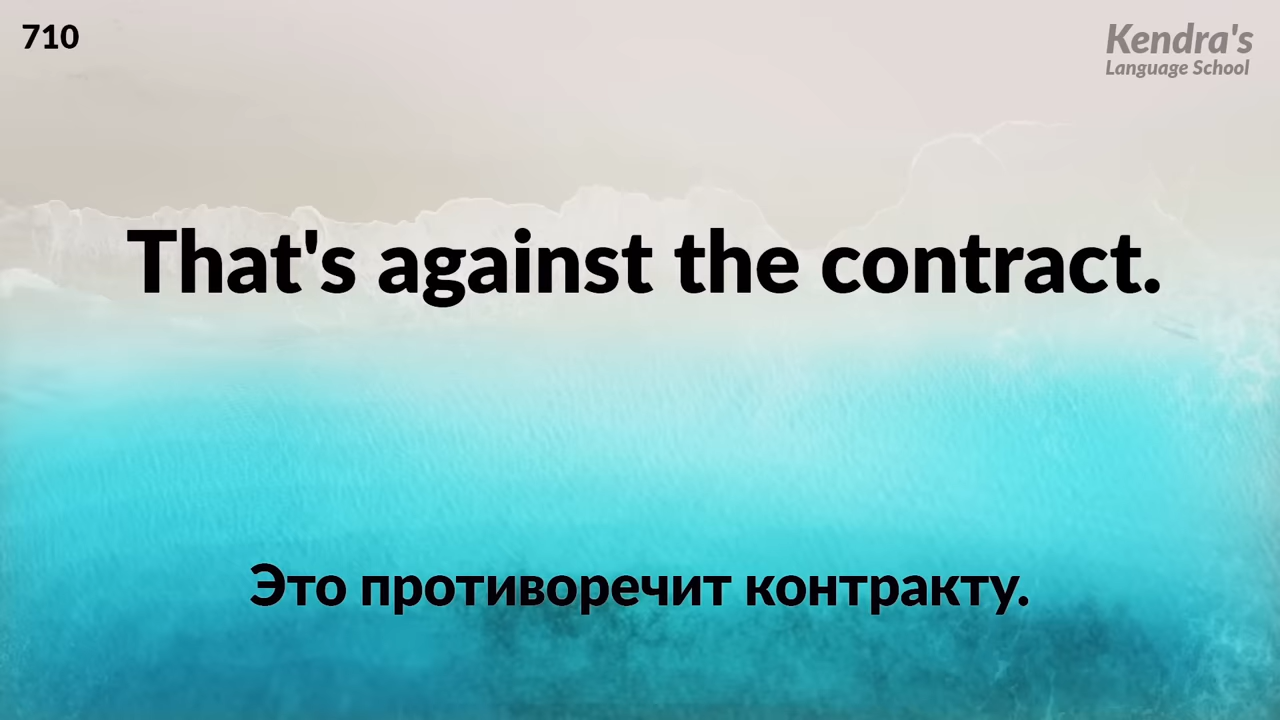 710
Kendra's
Language School
That's against the contract.
Это противоречит контракту.